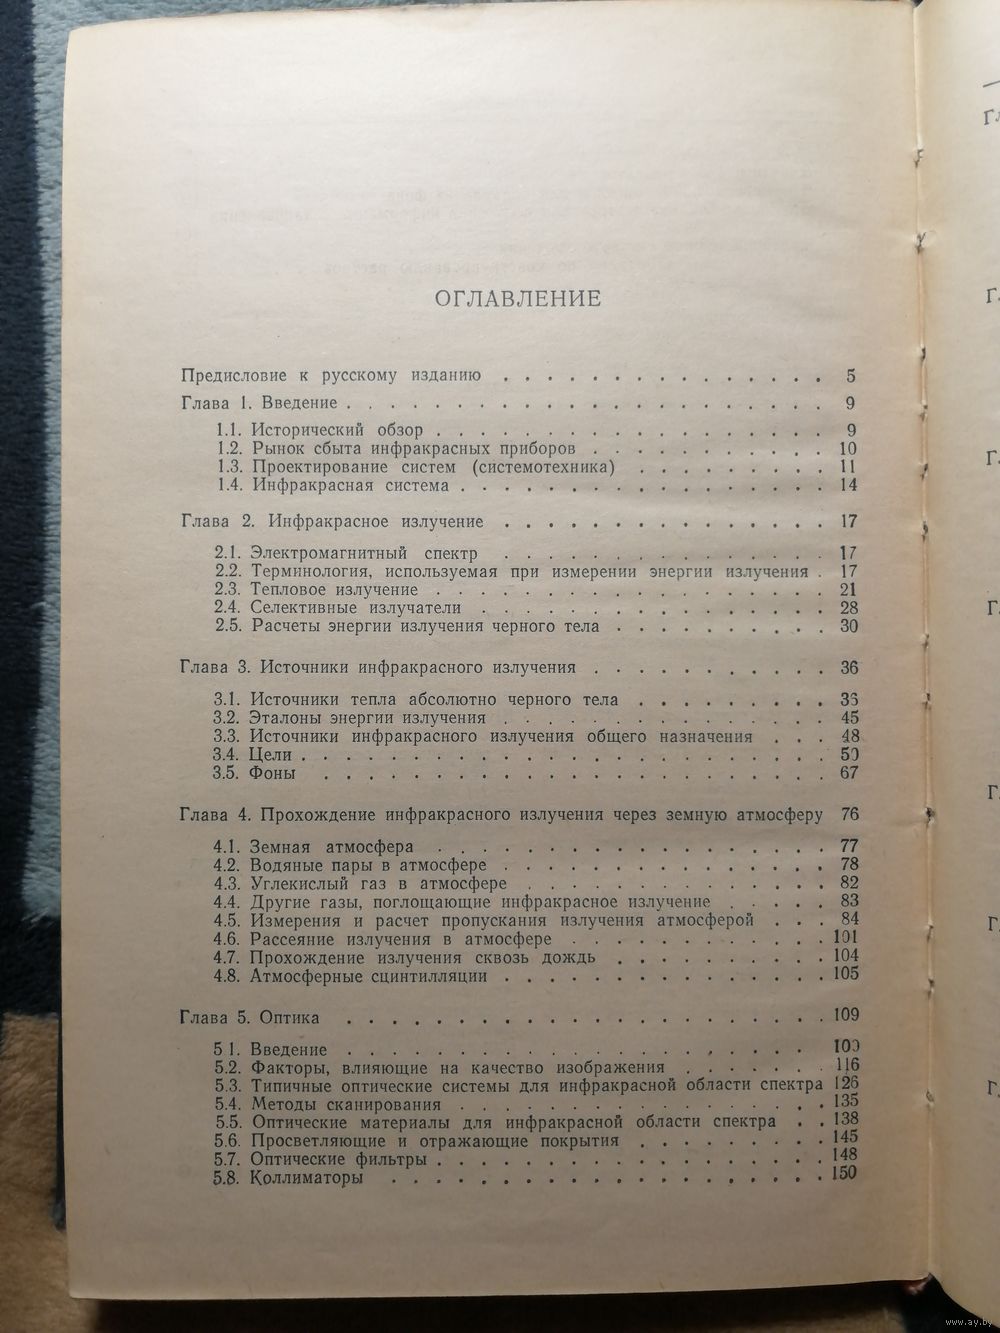 ОГЛАВЛЕНИЕ
Предисловие к русскому изданию . . . . . . . . . . . . . . . 5
Глава 1. Введение . . . . . . . . . . . . . . . . . . 9
1.1. Исторический обзор . . . . . . . . . . . . . . . 9
1.2. Рынок сбыта инфракрасных приборов . . . . . . . . . 10
1.3. Проектирование систем (системотехника) . . . . . . . . 11
1.4. Инфракрасная система . . . . . . . . . . . . . . 14
Глава 2. Инфракрасное излучение . . . . . . . . . . . . 17
2.1. Электромагнитный спектр . . . . . . . . . . . . 17
2.2. Терминология, используемая при измерении энергии излучения . 17
2.3. Тепловое излучение . . . . . . . . . . . . . . 21
2.4. Селективные излучатели . . . . . . . . . . . . . 28
2.5. Расчеты энергии излучения черного тела . . . . . . . . 30
Глава 3. Источники инфракрасного излучения . . . . . . . . . 36
3.1. Источники тепла абсолютно черного тела . . . . . . . . 36
3.2. Эталоны энергии излучения . . . . . . . . . . . . 45
3.3. Источники инфракрасного излучения общего назначения . . . 48
3.4. Цели . . . . . . . . . . . . . . . . . . . 50
3.5. Фоны . . . . . . . . . . . . . . . . . . 67
Глава 4. Прохождение инфракрасного излучения через земную атмосферу 76
4.1. Земная атмосфера . . . . . . . . . . . . . . 77
4.2. Водяные пары в атмосфере . . . . . . . . . . . . 78
4.3. Углекислый газ в атмосфере . . . . . . . . . . . 82
4.4. Другие газы, поглощающие инфракрасное излучение . . . . . 83
4.5. Измерения и расчет пропускания излучения атмосферой . . . 84
4.6. Рассеяние излучения в атмосфере . . . . . . . . . 101
4.7. Прохождение излучения сквозь дождь . . . . . . . . 104
4.8. Атмосферные сцинтилляции . . . . . . . . . . . 105
Глава 5. Оптика . . . . . . . . . . . . . . . . . 109
5 1. Введение . . . . . . . . . . . . . . . . 109
5.2. Факторы, влияющие на качество изображения . . . . . . 116
5.3. Типичные оптические системы для инфракрасной области спектра 126
5.4. Методы сканирования . . . . . . . . . . . . . 135
5.5. Оптические материалы для инфракрасной области спектра . . 138
5.6. Просветляющие и отражающие покрытия . . . . . . . . 145
5.7. Оптические фильтры . . . . . . . . . . . . . . 148
5.8. Коллиматоры . . . . . . . . . . . . . . . 150
www.ay.by